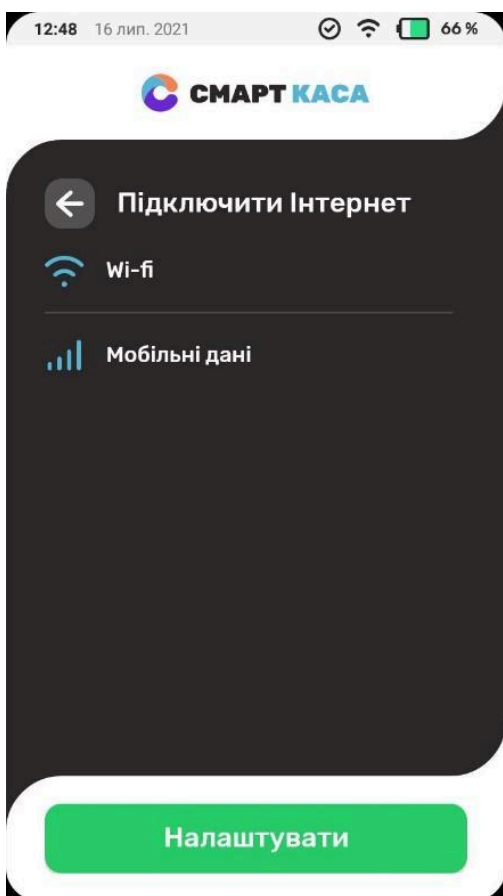 12:48 16 лип. 2021 66 %
СМАРТ КАСА
Підключити Інтернет
Wi-fi
Мобільні дані
Налаштувати